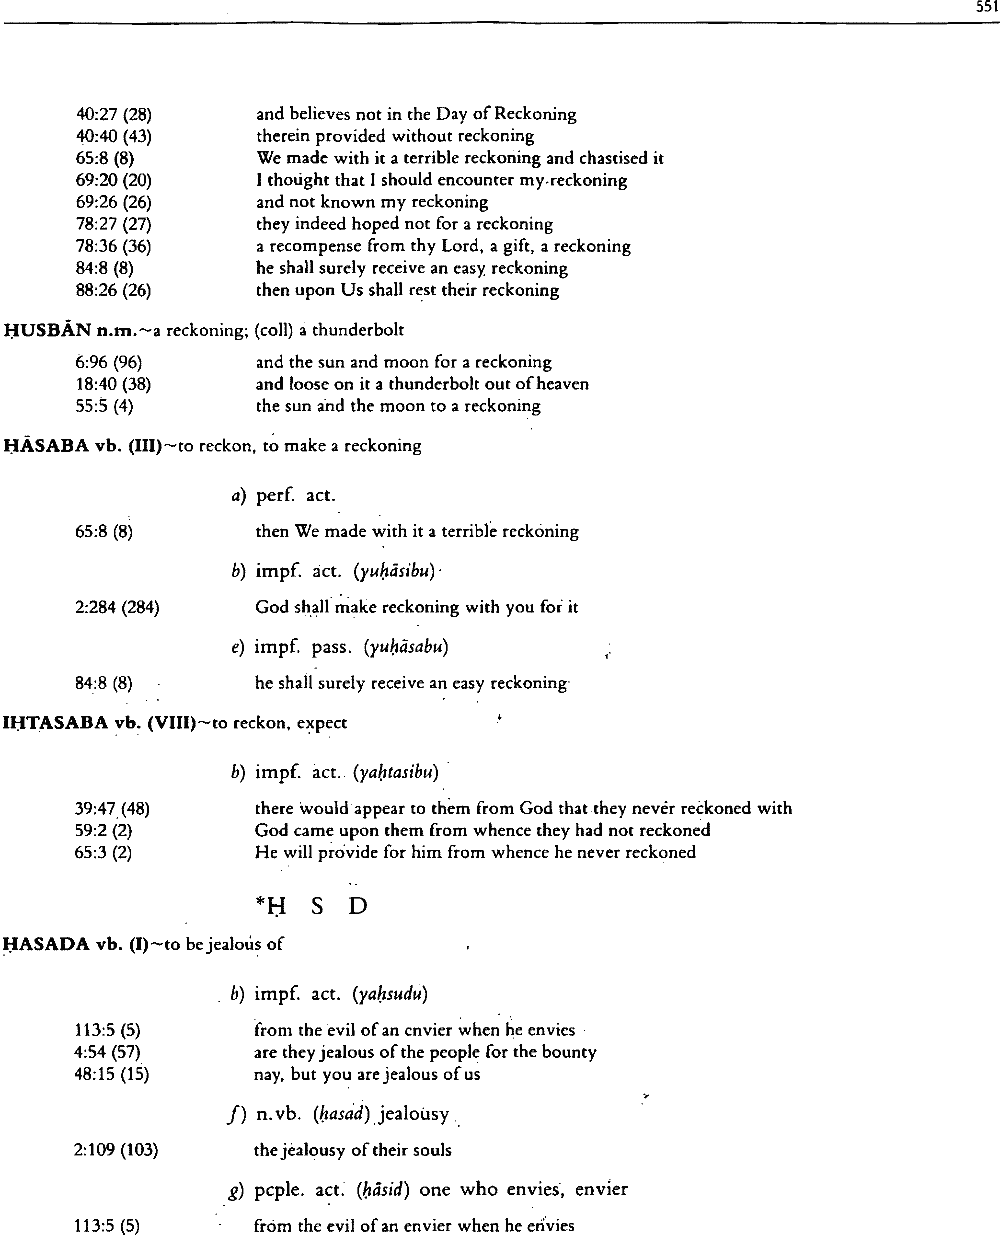 551
40:27 (28) and believes not in the Day of Reckoning
40:40 (43) therein provided without reckoning
65:8 (8) We made with it a terrible reckoning and chastised it
69:20 (20) I thought that I should encounter my reckoning
69:26 (26) and not known my reckoning
78:27 (27) they indeed hoped not for a reckoning
78:36 (36) a recompense from thy Lord, a gift, a reckoning
84:8 (8) he shall surely receive an easy reckoning
88:26 (26) then upon Us shall rest their reckoning
ḤUSBĀN n.m.~a reckoning; (coll) a thunderbolt
6:96 (96) and the sun and moon for a reckoning
18:40 (38) and loose on it a thunderbolt out of heaven
55:5 (4) the sun and the moon to a reckoning
ḤĀSABA vb. (III)~to reckon, to make a reckoning
a) perf. act.
65:8 (8) then We made with it a terrible reckoning
b) impf. act. (yuḥāsibu)
2:284 (284) God shall make reckoning with you for it
e) impf. pass. (yuḥāsabu)
84:8 (8) he shall surely receive an easy reckoning
IḤTASABA vb. (VIII)~to reckon, expect
b) impf. act. (yaḥtasibu)
39:47 (48) there would appear to them from God that they never reckoned with
59:2 (2) God came upon them from whence they had not reckoned
65:3 (2) He will provide for him from whence he never reckoned
*Ḥ S D
ḤASADA vb. (I)~to be jealous of
b) impf. act. (yaḥsudu)
113:5 (5) from the evil of an envier when he envies
4:54 (57) are they jealous of the people for the bounty
48:15 (15) nay, but you are jealous of us
f) n.vb. (ḥasad) jealousy
2:109 (103) the jealousy of their souls
g) pcple. act. (ḥāsid) one who envies, envier
113:5 (5) from the evil of an envier when he envies